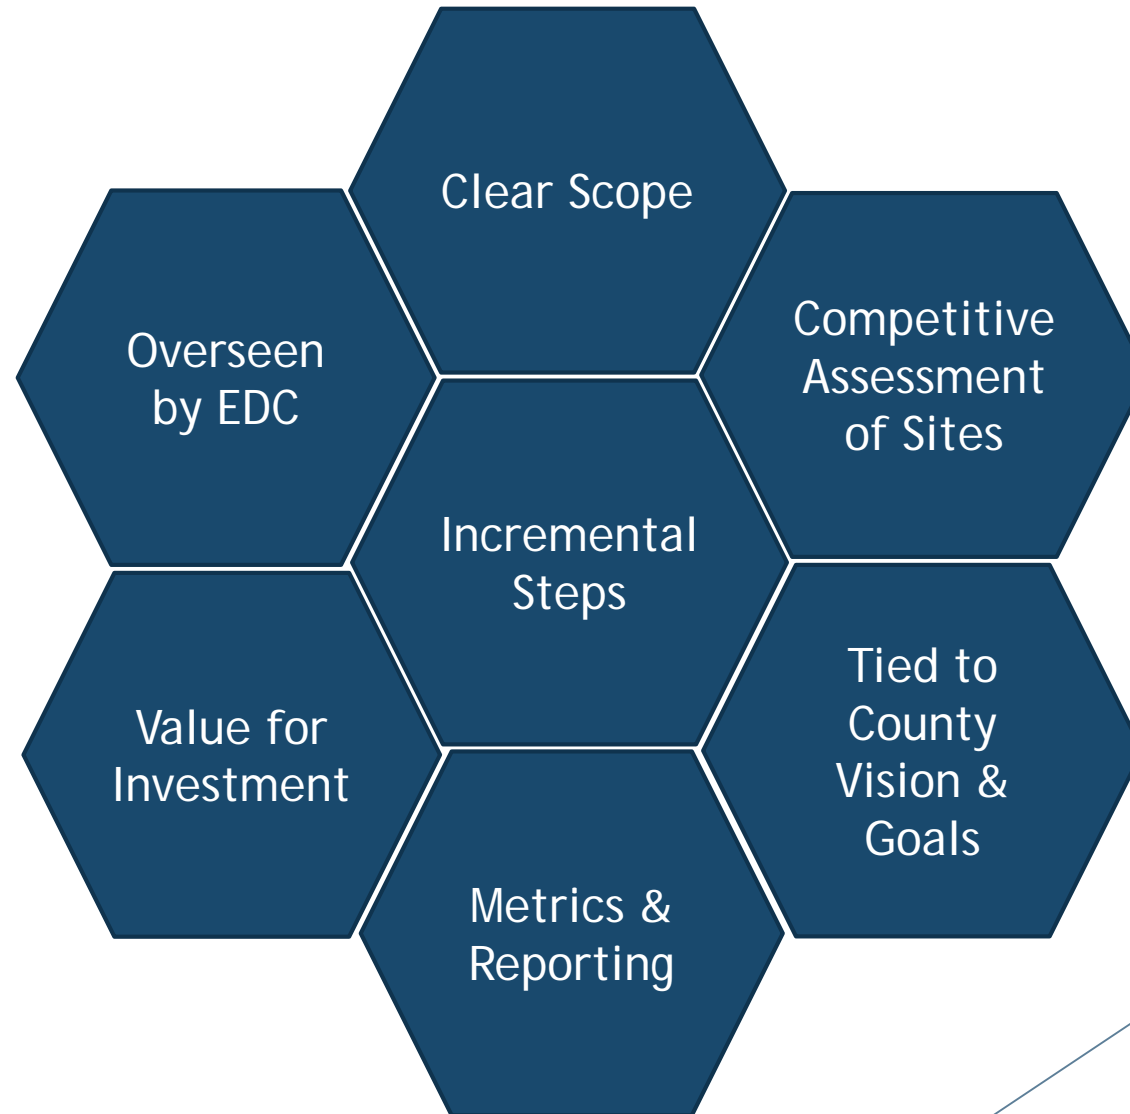 Clear Scope
Competitive
Assessment
of Sites
Overseen
by EDC
Incremental
Steps
Tied to
County
Vision &
Goals
Value for
Investment
Metrics &
Reporting